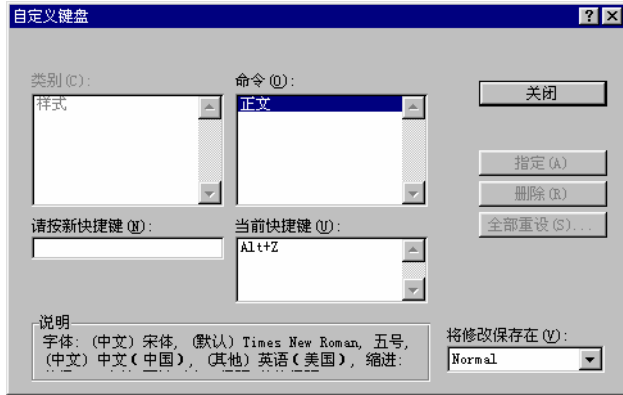 自定义键盘
类别(C):
命令(O):
样式
正文
关闭
指定(A)
删除(R)
全部重设(S)...
请按新快捷键(N):
当前快捷键(U):
Alt+Z
说明
字体: (中文) 宋体, (默认) Times New Roman, 五号,
(中文) 中文(中国), (其他) 英语(美国), 缩进:
将修改保存在(V):
Normal